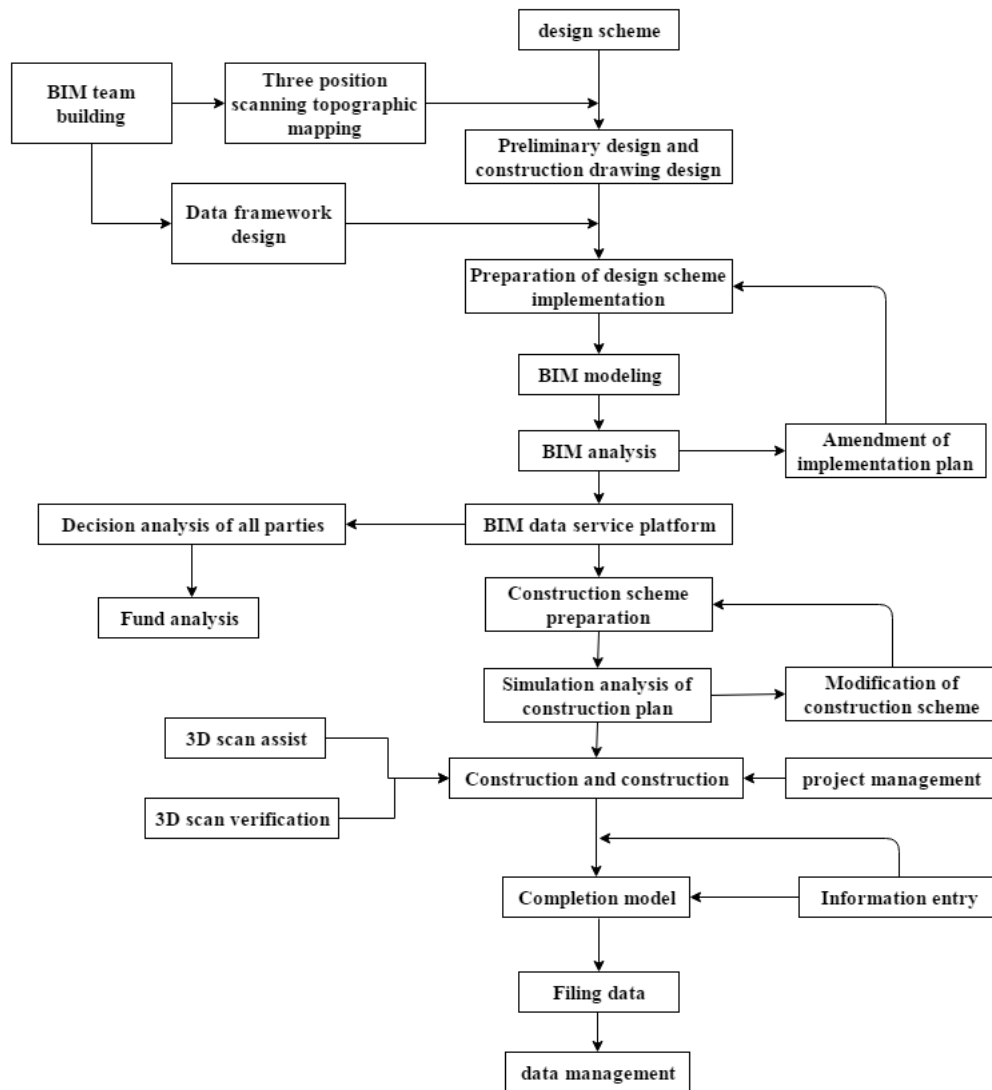 design scheme
BIM team
building
Three position
scanning topographic
mapping
Preliminary design and
construction drawing design
Data framework
design
Preparation of design scheme
implementation
BIM modeling
BIM analysis
Amendment of
implementation plan
Decision analysis of all parties
BIM data service platform
Fund analysis
Construction scheme
preparation
Simulation analysis of
construction plan
Modification of
construction scheme
3D scan assist
Construction and construction
project management
3D scan verification
Completion model
Information entry
Filing data
data management